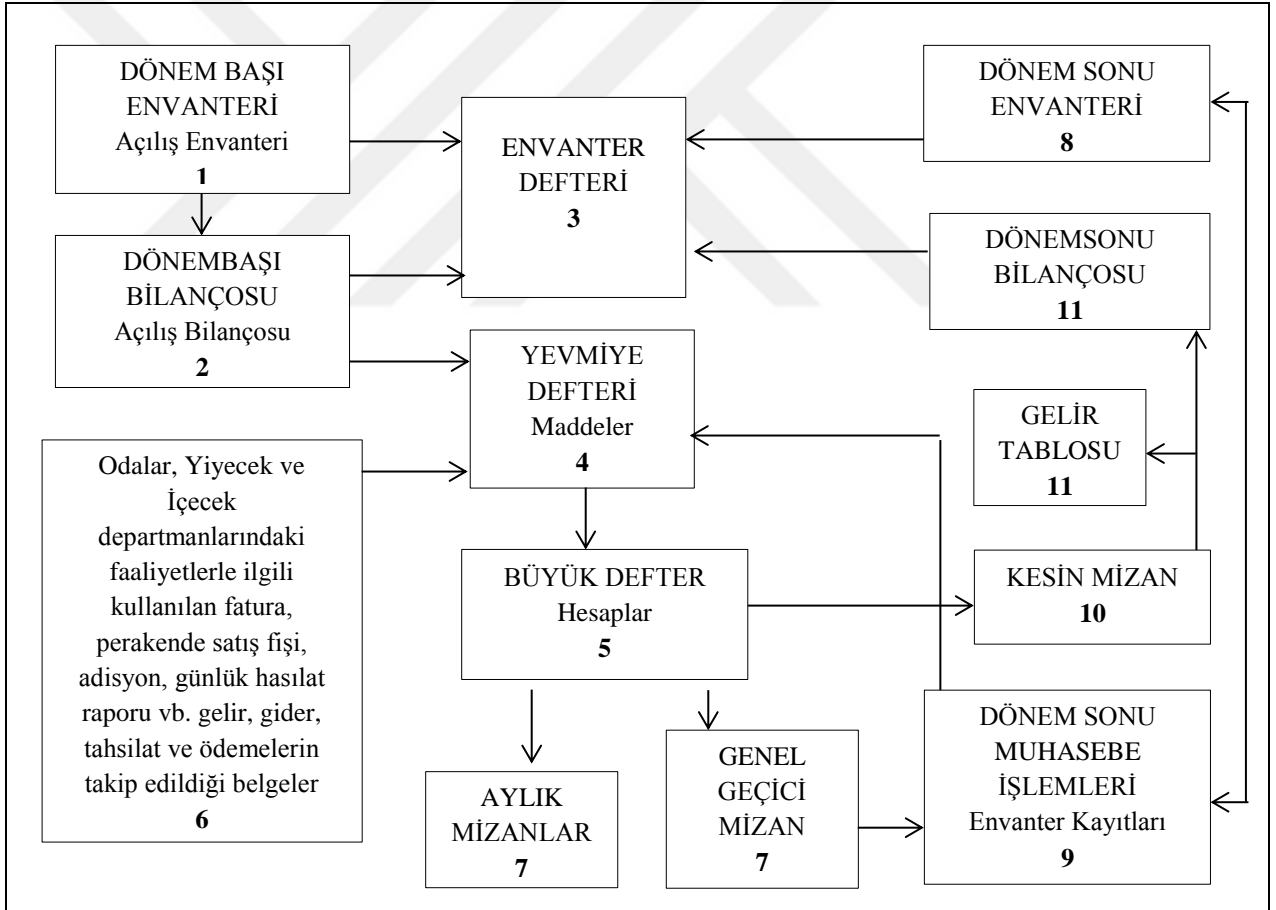 DÖNEM BAŞI
ENVANTERİ
Açılış Envanteri
1
DÖNEMBAŞI
BİLANÇOSU
Açılış Bilançosu
2
Odalar, Yiyecek ve
İçecek
departmanlarındaki
faaliyetlerle ilgili
kullanılan fatura,
perakende satış fişi,
adisyon, günlük hasılat
raporu vb. gelir, gider,
tahsilat ve ödemelerin
takip edildiği belgeler
6
ENVANTER
DEFTERİ
3
YEVMİYE
DEFTERİ
Maddeler
4
BÜYÜK DEFTER
Hesaplar
5
AYLIK
MİZANLAR
7
GENEL
GEÇİCİ
MİZAN
7
DÖNEM SONU
ENVANTERİ
8
DÖNEMSONU
BİLANÇOSU
11
GELİR
TABLOSU
11
KESİN MİZAN
10
DÖNEM SONU
MUHASEBE
İŞLEMLERİ
Envanter Kayıtları
9